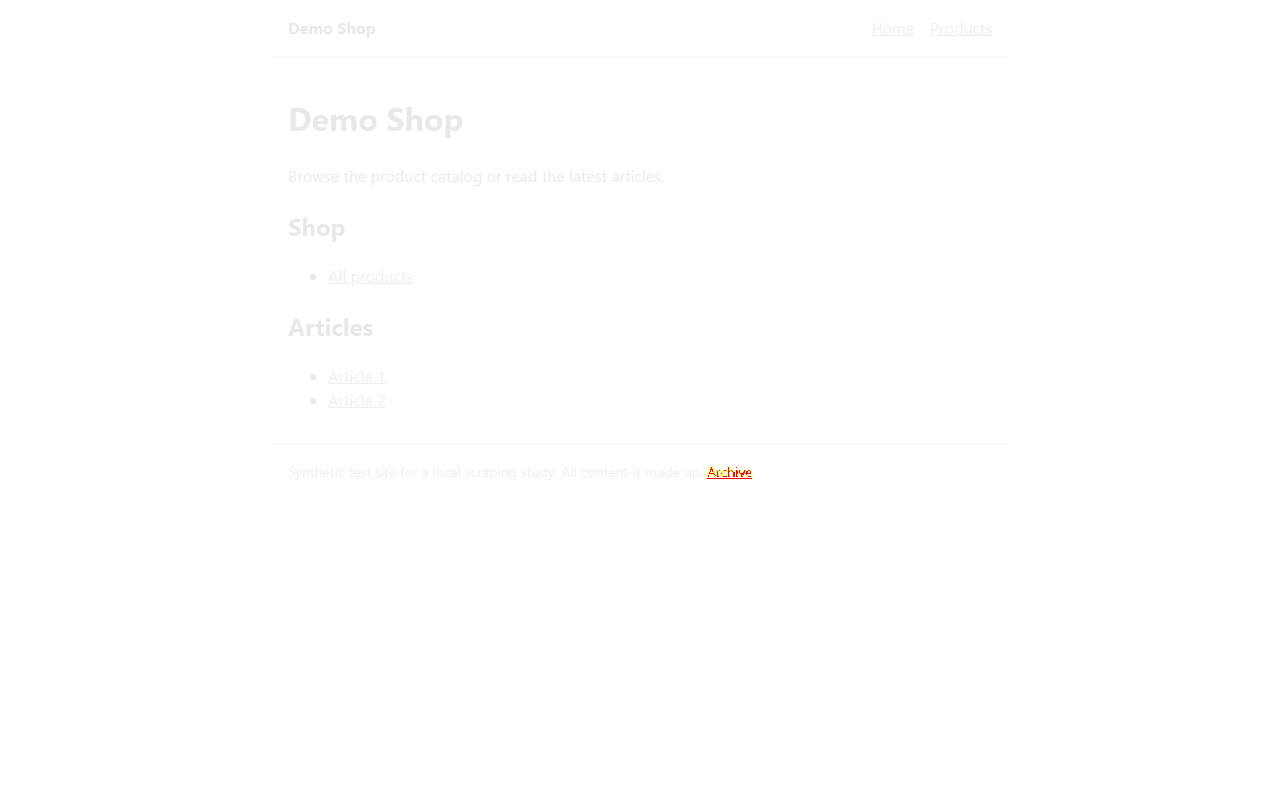 Demo Shop
Home Products
Demo Shop
Browse the product catalog or read the latest articles.
Shop
All products
Articles
Article 1
Article 2
Synthetic test site for a local scraping study. All content is made up. Archive